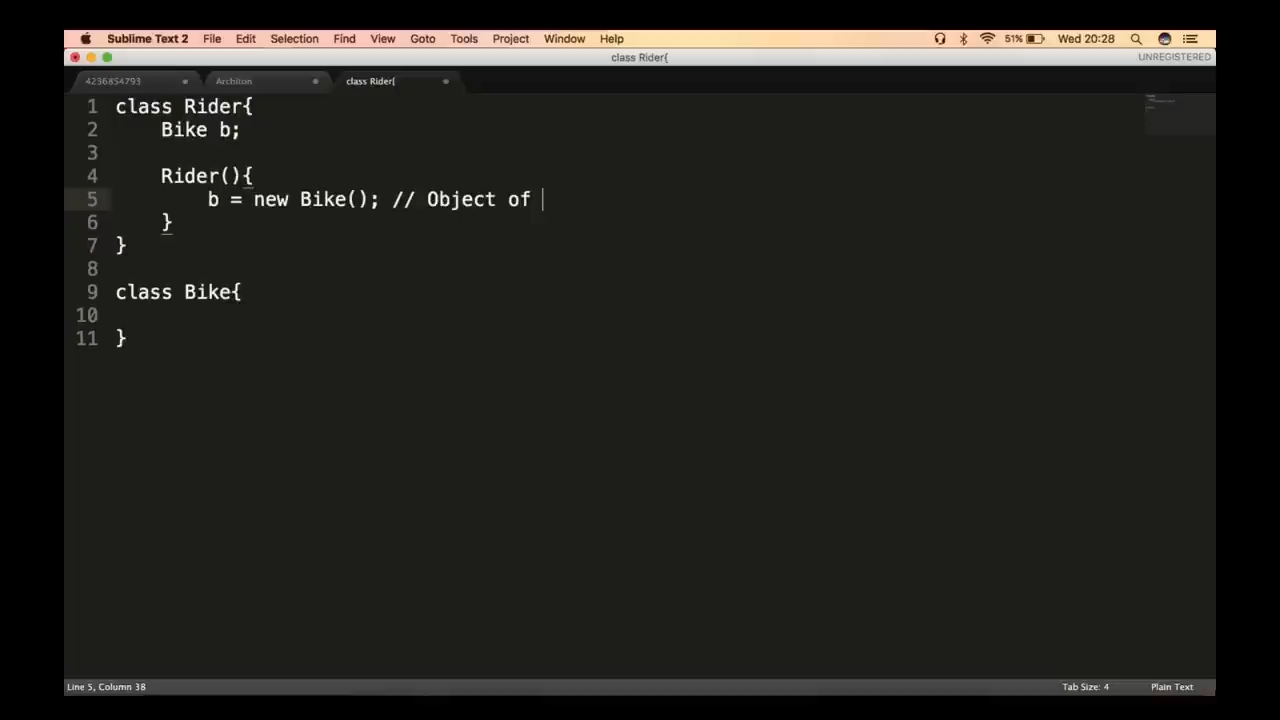 Sublime Text 2 File Edit Selection Find View Goto Tools Project Window Help 51% Wed 20:28
class Rider{ UNREGISTERED
4236854793 Architon class Rider{
1 class Rider{
2 Bike b;
3
4 Rider(){
5 b = new Bike(); // Object of
6 }
7 }
8
9 class Bike{
10
11 }
Line 5, Column 38 Tab Size: 4 Plain Text